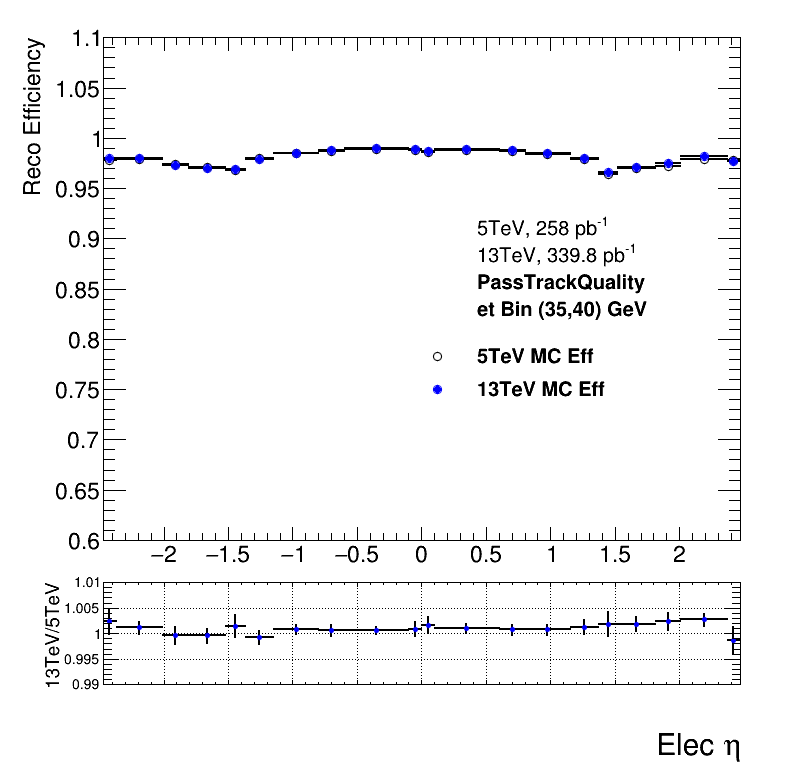 Reco Efficiency
1.1
1.05
1
0.95
0.9
0.85
0.8
0.75
0.7
0.65
0.6
5TeV, 258 pb⁻¹
13TeV, 339.8 pb⁻¹
PassTrackQuality
et Bin (35,40) GeV
5TeV MC Eff
13TeV MC Eff
−2 −1.5 −1 −0.5 0 0.5 1 1.5 2
13TeV/5TeV
1.01
1.005
1
0.995
0.99
Elec η